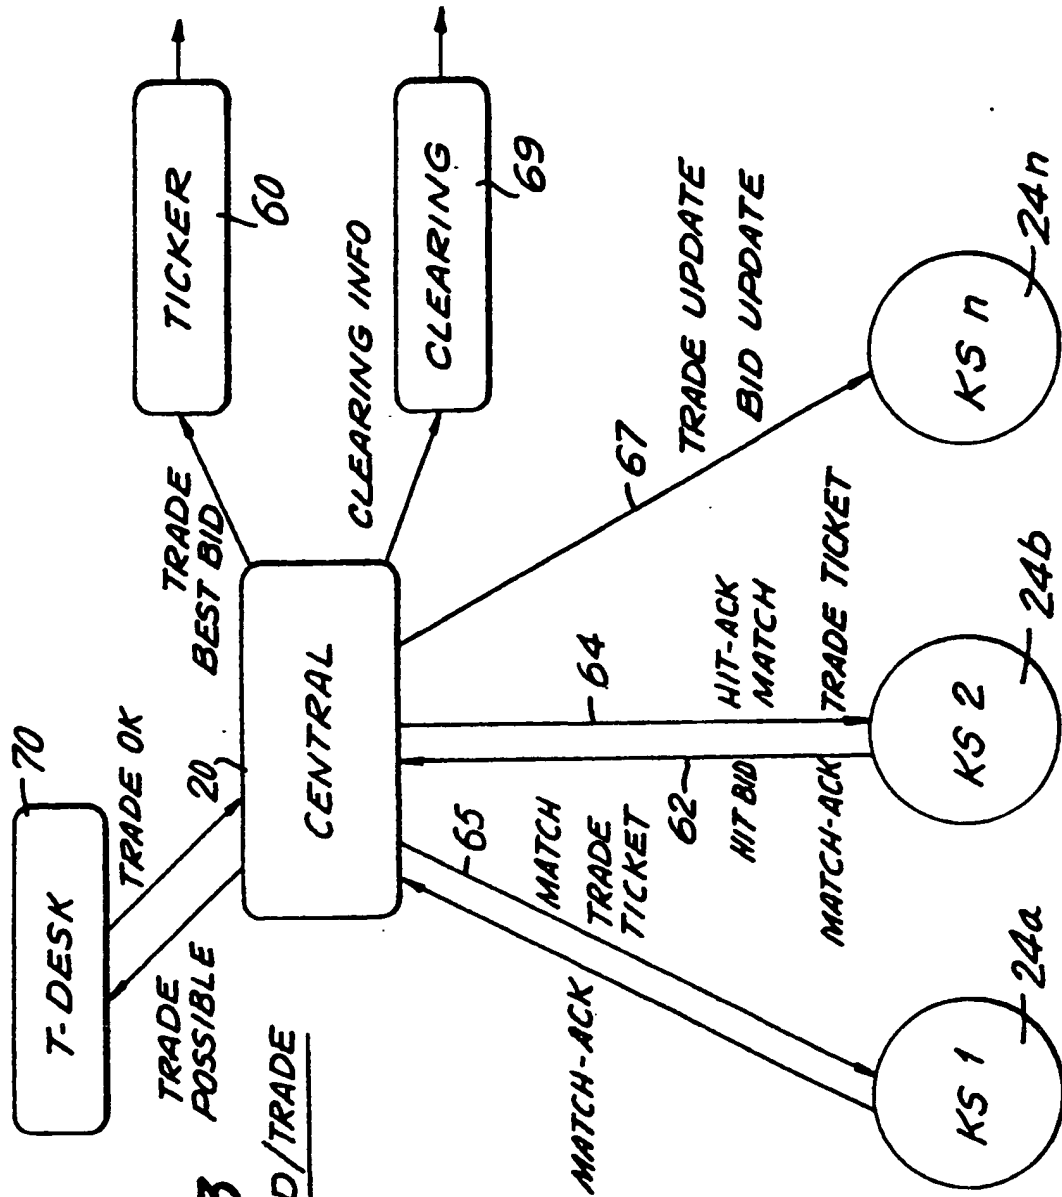 T-DESK
70
TRADE OK
TRADE
POSSIBLE
20
CENTRAL
TRADE
BEST BID
TICKER
60
CLEARING INFO
CLEARING
69
D/TRADE
MATCH-ACK
65
MATCH
TRADE
TICKET
62
HIT BID
MATCH-ACK
64
HIT-ACK
MATCH
TRADE TICKET
67
TRADE UPDATE
BID UPDATE
KS 1
24a
KS 2
24b
KS n
24n